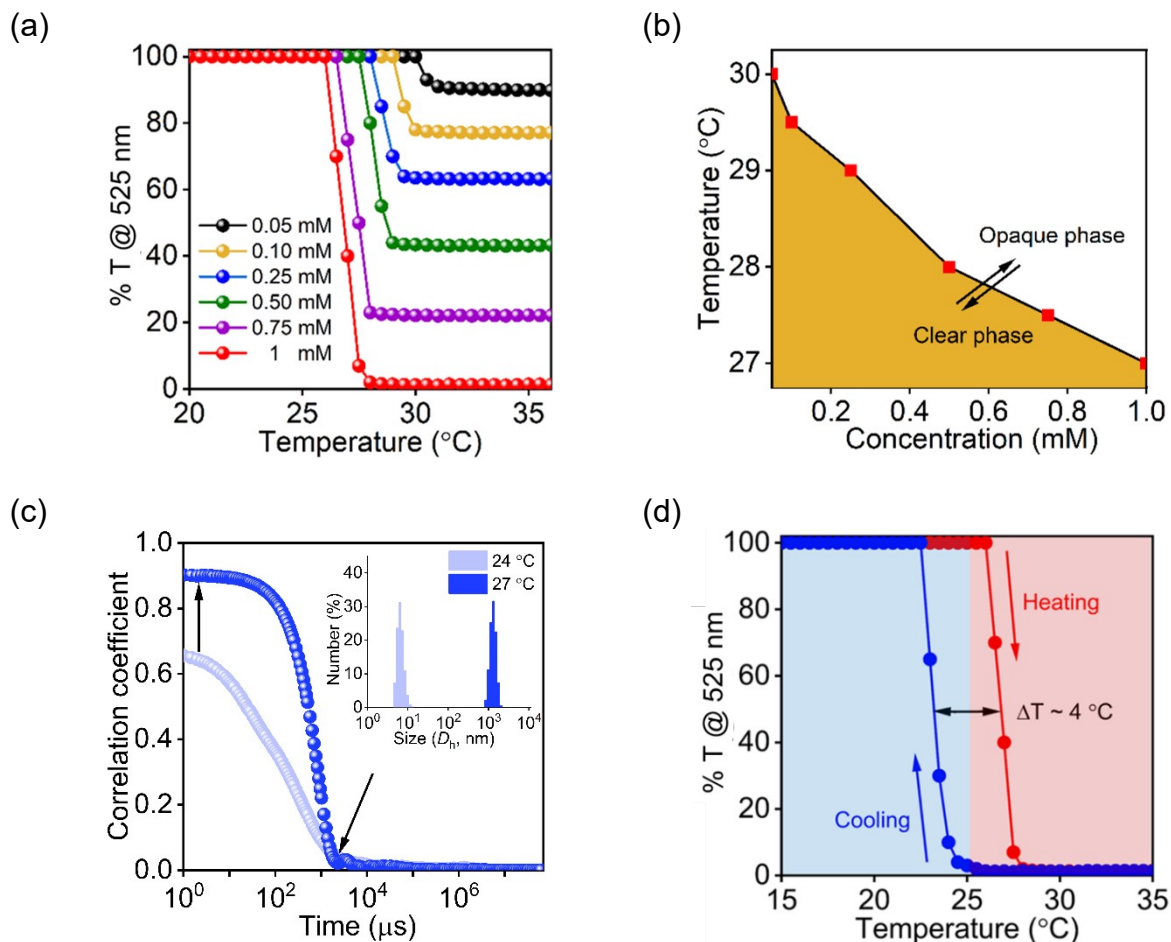 (a)
100
80
60
40
20
0
% T @ 525 nm
0.05 mM
0.10 mM
0.25 mM
0.50 mM
0.75 mM
1 mM
20 25 30 35
Temperature (°C)
(b)
30
29
28
27
Temperature (°C)
Opaque phase
Clear phase
0.2 0.4 0.6 0.8 1.0
Concentration (mM)
(c)
1.0
0.8
0.6
0.4
0.2
0.0
Correlation coefficient
24 °C
27 °C
40
30
20
10
0
Number (%)
10⁰ 10¹ 10² 10³ 10⁴
Size (Dₕ, nm)
10⁰ 10² 10⁴ 10⁶
Time (µs)
(d)
100
80
60
40
20
0
% T @ 525 nm
Heating
ΔT ~ 4 °C
Cooling
15 20 25 30 35
Temperature (°C)